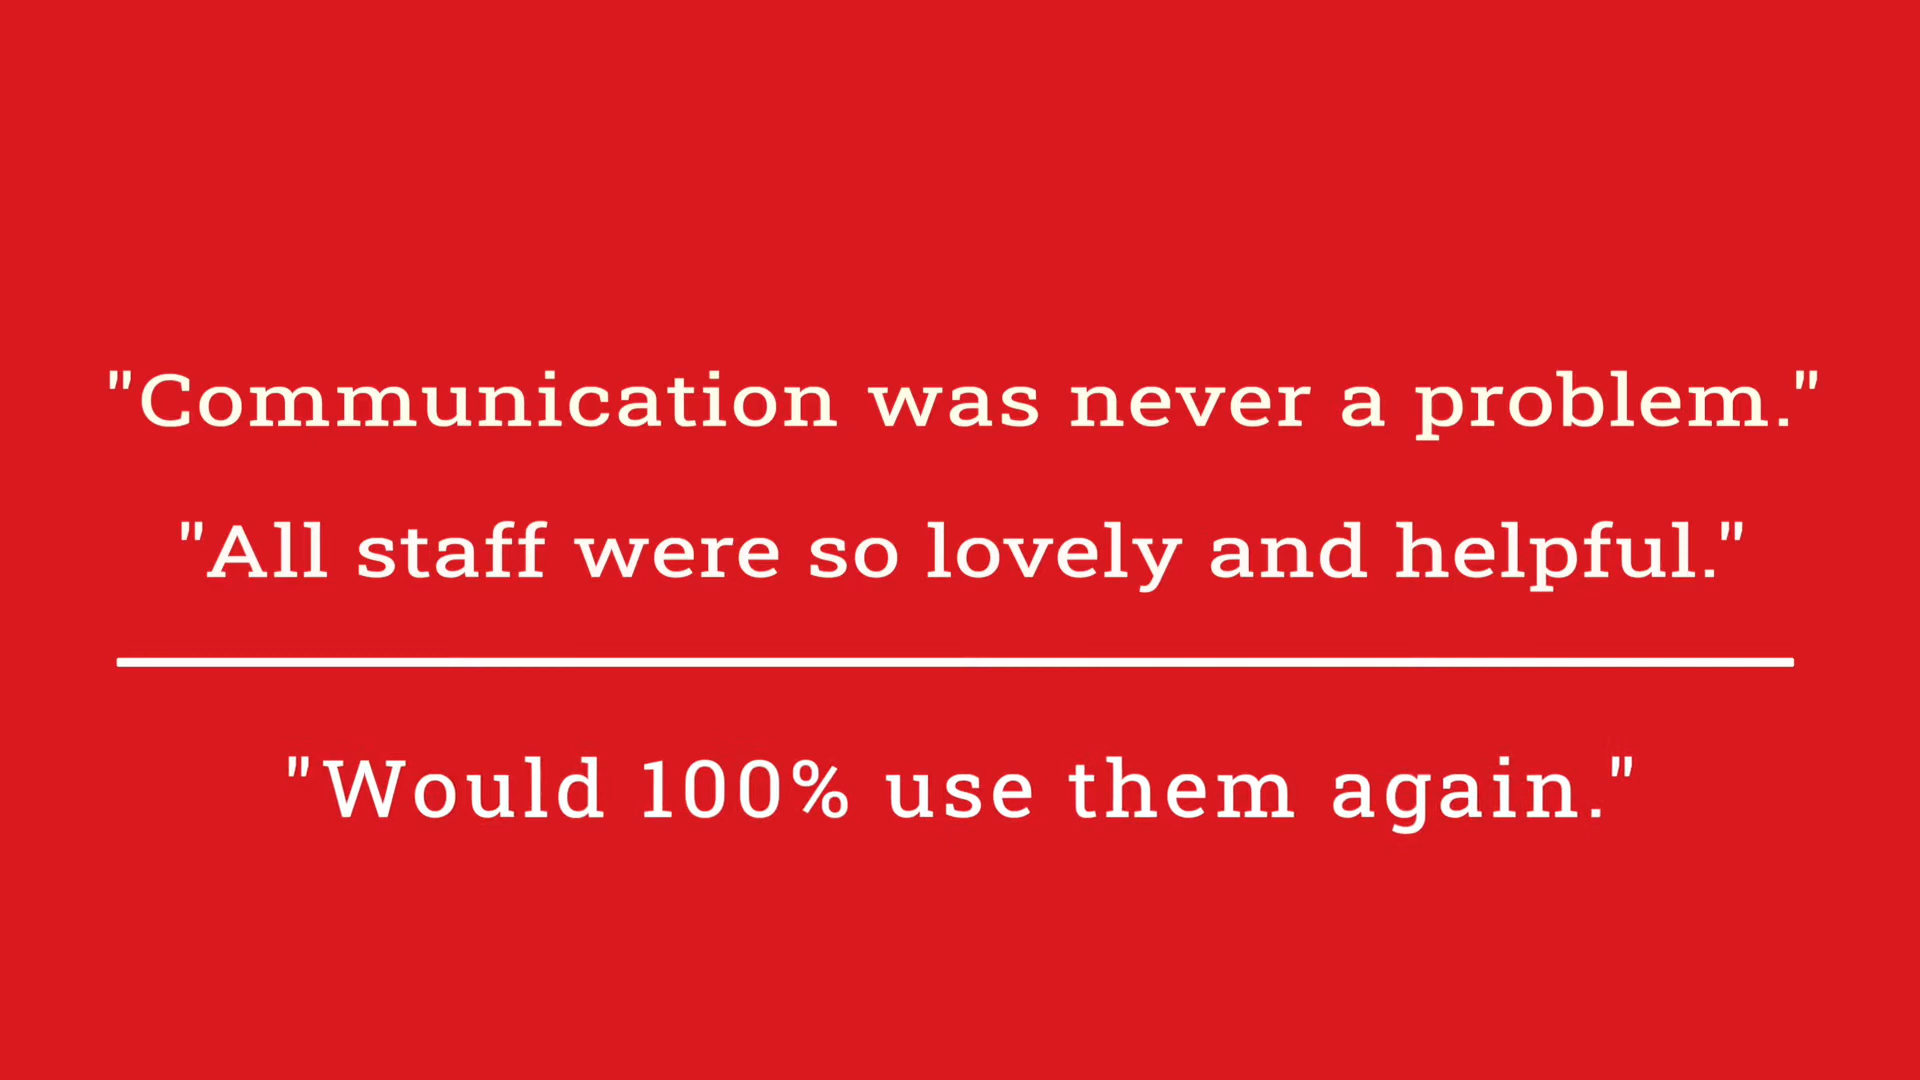 "Communication was never a problem."
"All staff were so lovely and helpful."
"Would 100% use them again."